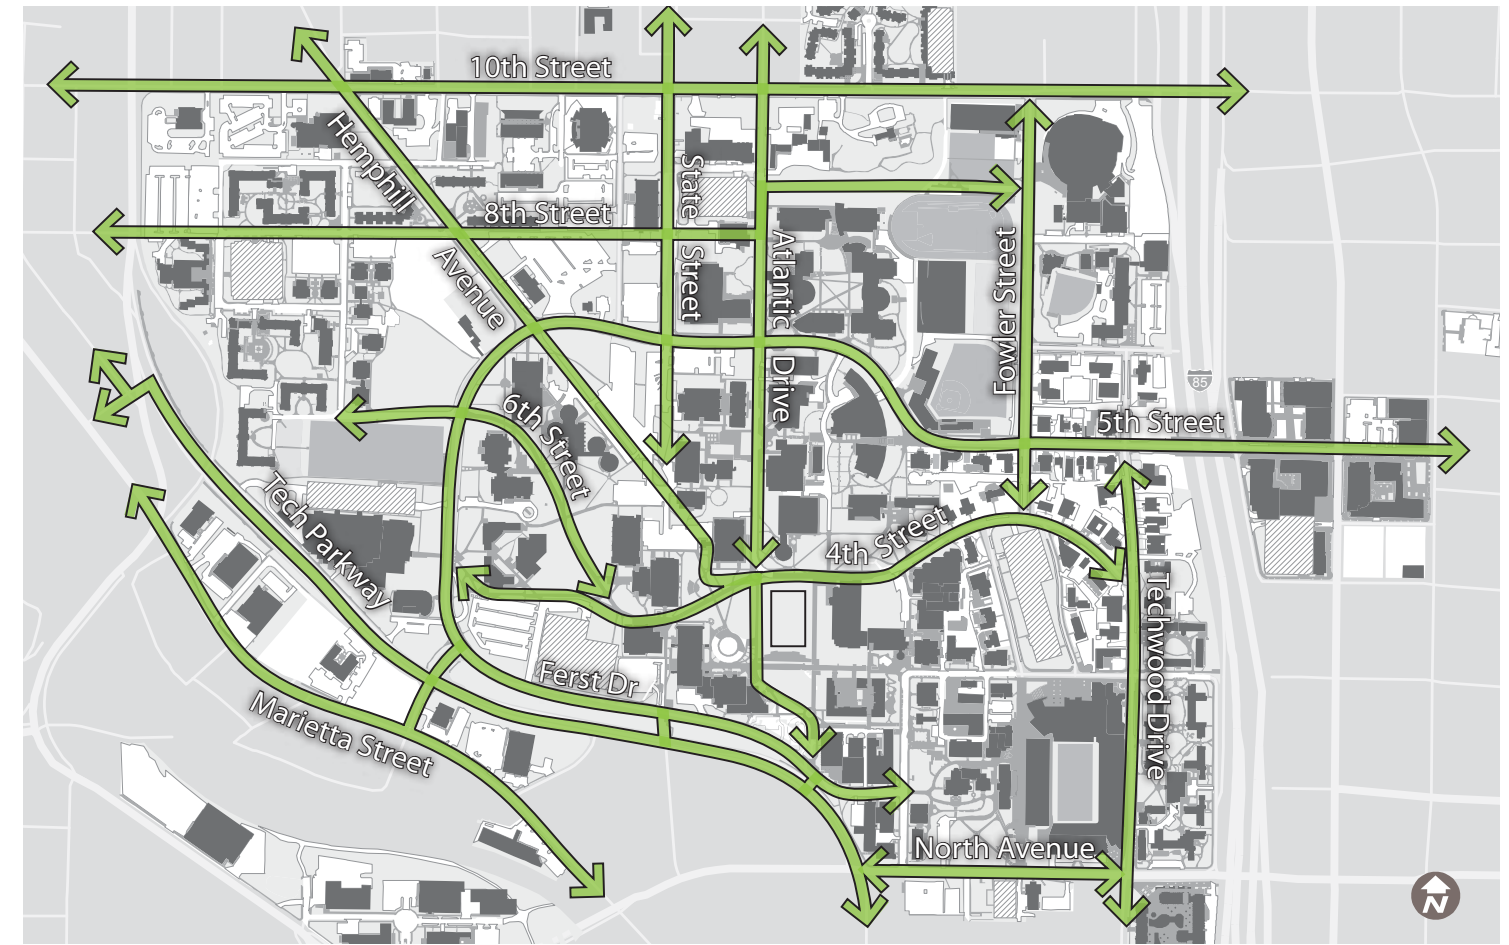 10th Street
Hemphill
Avenue
State
Street
8th Street
Atlantic
Drive
Fowler Street
85
5th Street
6th Street
Tech Parkway
4th Street
Techwood Drive
Ferst Dr
Marietta Street
North Avenue
N